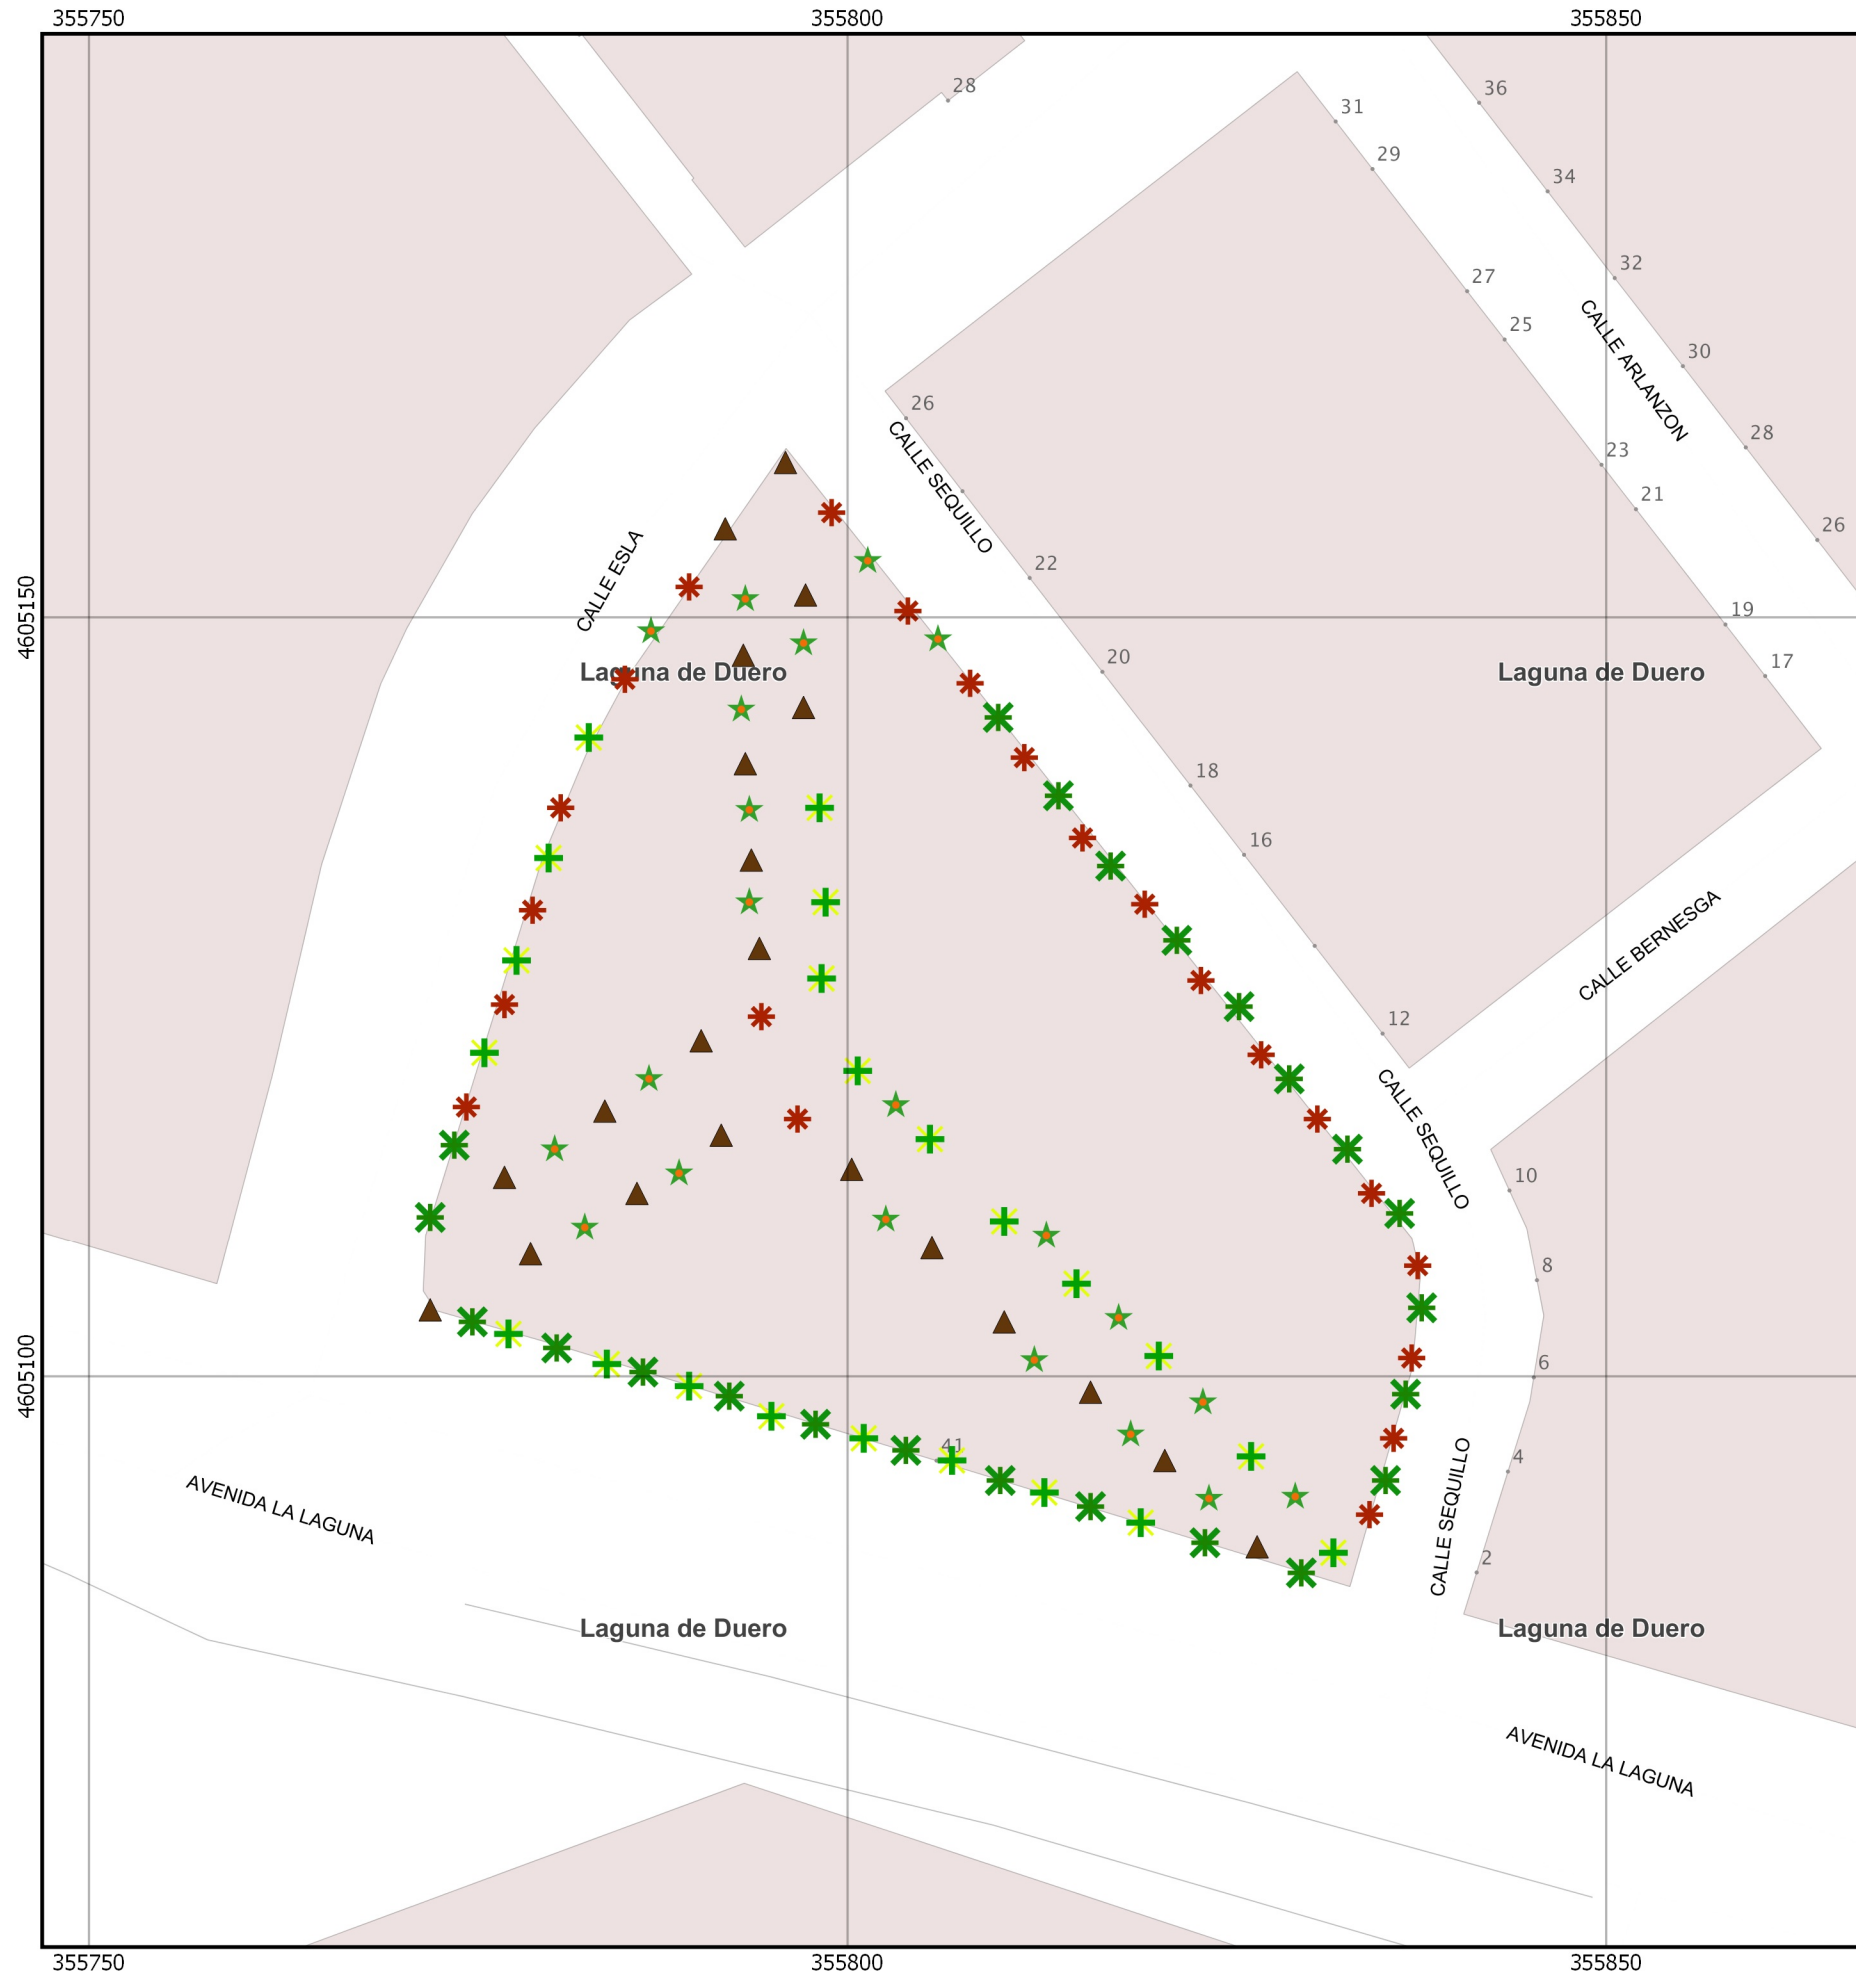 355750 355800 355850
28
36
31
29
34
32
27
25
30
CALLE ARLANZON
26
28
CALLE SEQUILLO
23
21
26
22
CALLE ESLA
4605150
19
20
17
Laguna de Duero Laguna de Duero
18
16
CALLE BERNESGA
12
CALLE SEQUILLO
10
8
6
4605100
41
4
AVENIDA LA LAGUNA
CALLE SEQUILLO
2
Laguna de Duero Laguna de Duero
AVENIDA LA LAGUNA
355750 355800 355850